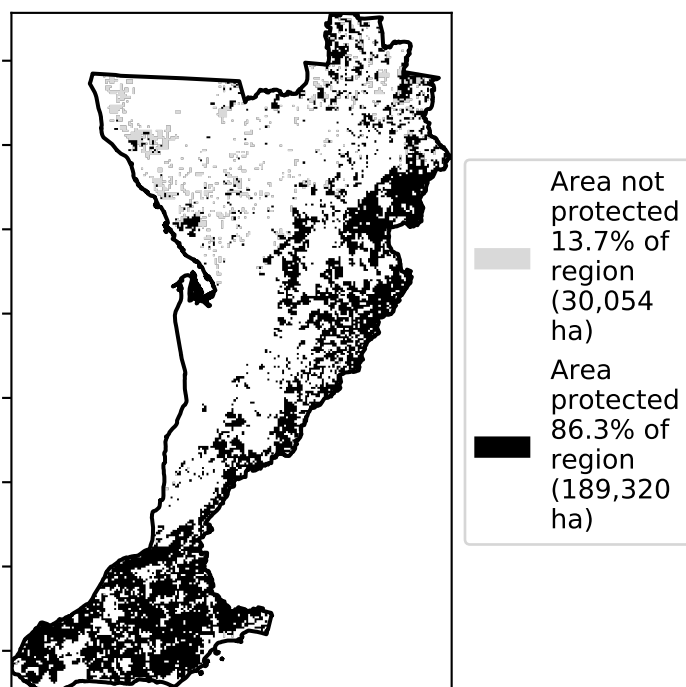 Area not
protected
13.7% of
region
(30,054
ha)
Area
protected
86.3% of
region
(189,320
ha)